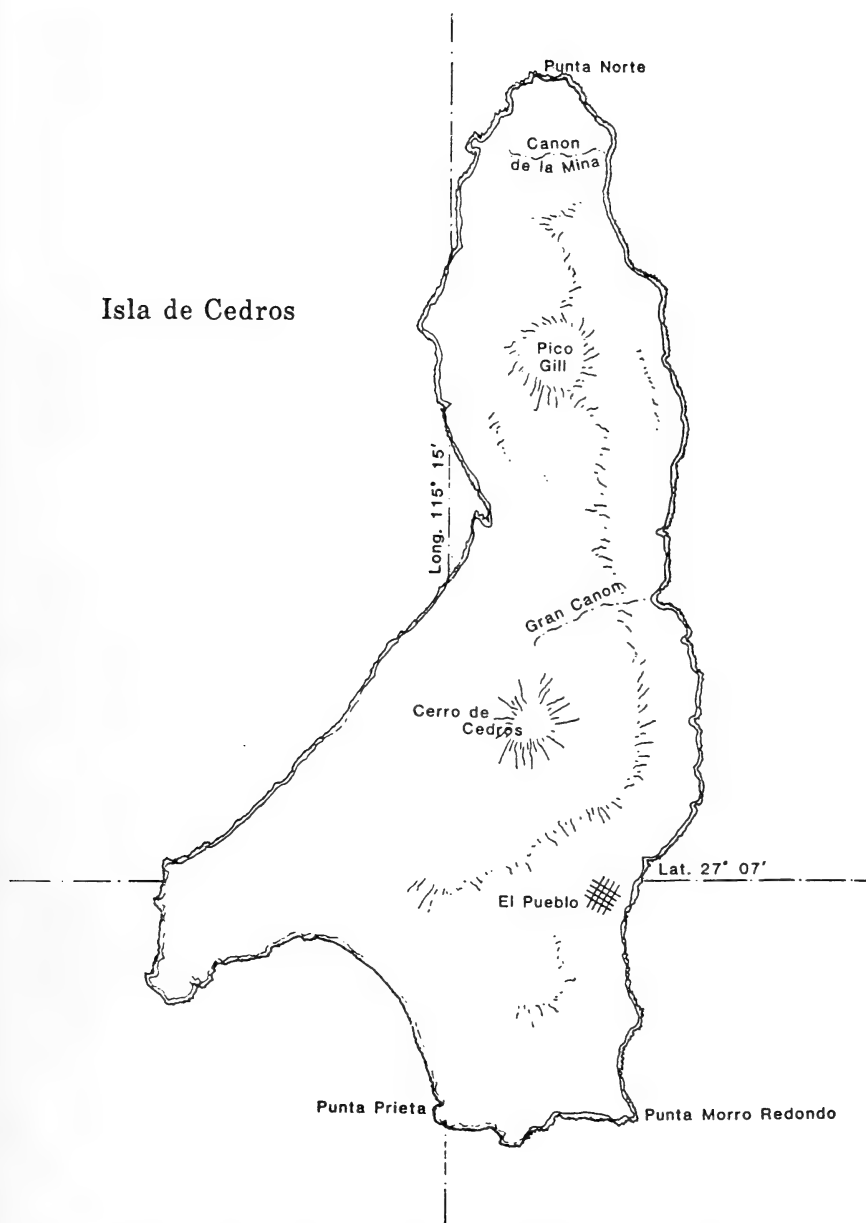 Punta Norte
Canon
de la Mina
Isla de Cedros
Pico
Gill
Long. 115° 15′
Gran Canon
Cerro de
Cedros
Lat. 27° 07′
El Pueblo
Punta Prieta
Punta Morro Redondo